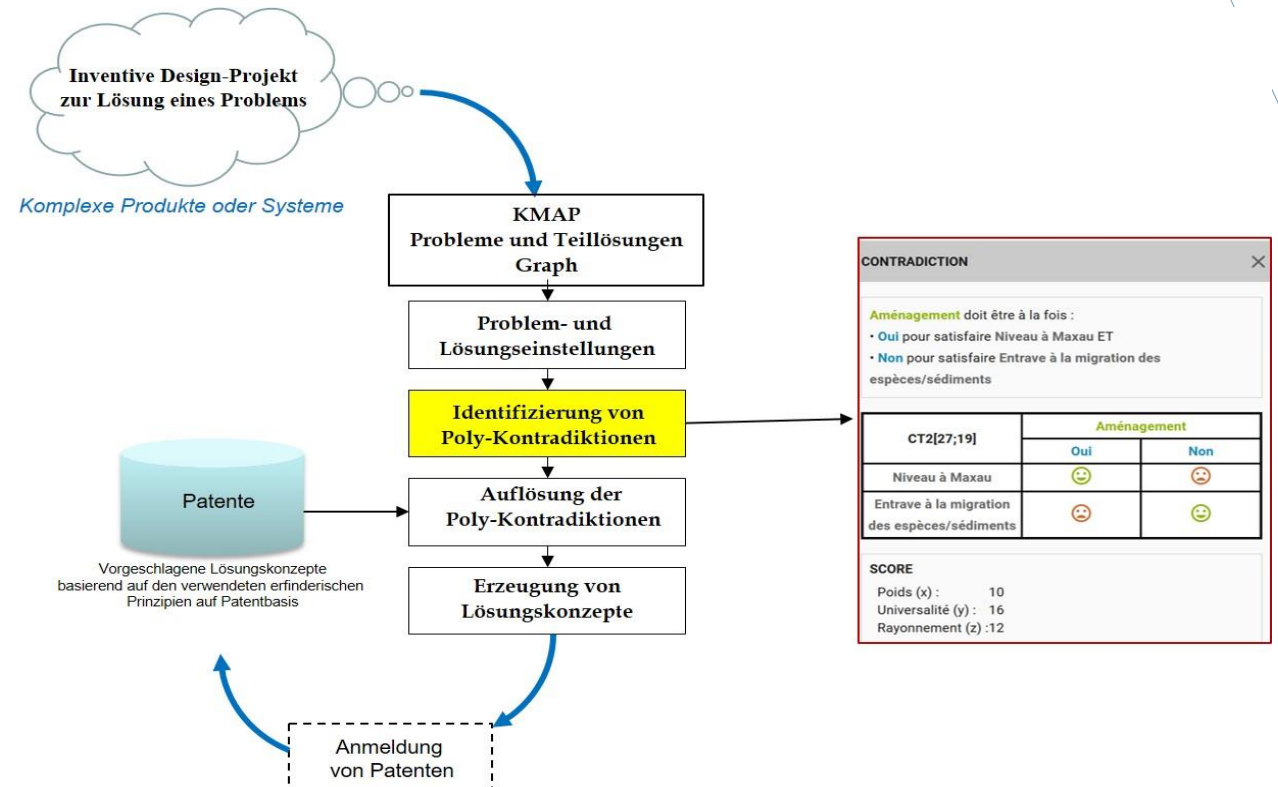 Inventive Design-Projekt
zur Lösung eines Problems
Komplexe Produkte oder Systeme
KMAP
Probleme und Teillösungen
Graph
Problem- und
Lösungseinstellungen
Identifizierung von
Poly-Kontradiktionen
Auflösung der
Poly-Kontradiktionen
Erzeugung von
Lösungskonzepte
Patente
Vorgeschlagene Lösungskonzepte
basierend auf den verwendeten erfinderischen
Prinzipien auf Patentbasis
Anmeldung
von Patenten
CONTRADICTION
Aménagement doit être à la fois :
• Oui pour satisfaire Niveau à Maxau ET
• Non pour satisfaire Entrave à la migration des
espèces/sédiments
CT2[27;19]
Aménagement
Oui Non
Niveau à Maxau
Entrave à la migration
des espèces/sédiments
SCORE
Poids (x) : 10
Universalité (y) : 16
Rayonnement (z) :12